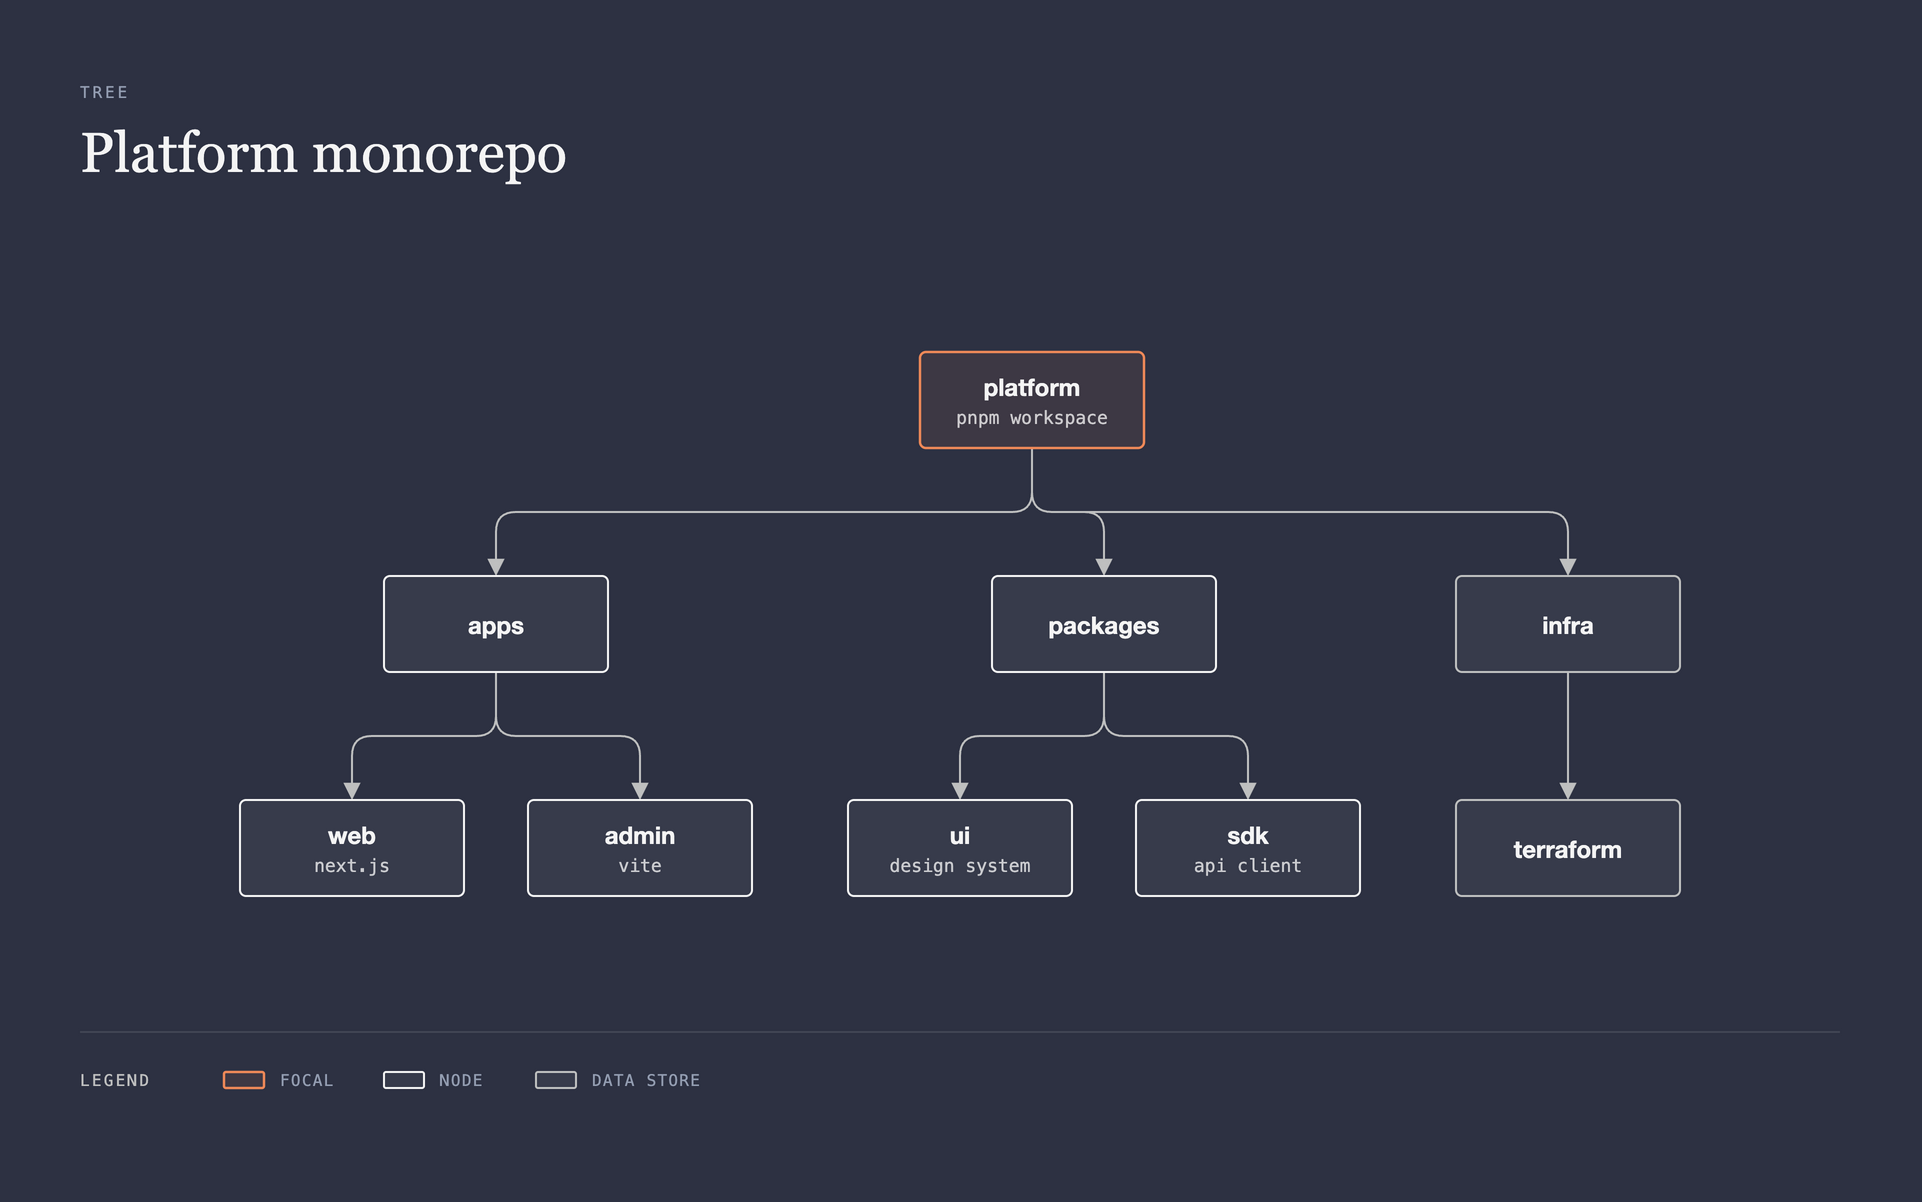 TREE
Platform monorepo
platform
pnpm workspace
apps
packages
infra
web
next.js
admin
vite
ui
design system
sdk
api client
terraform
LEGEND
FOCAL
NODE
DATA STORE